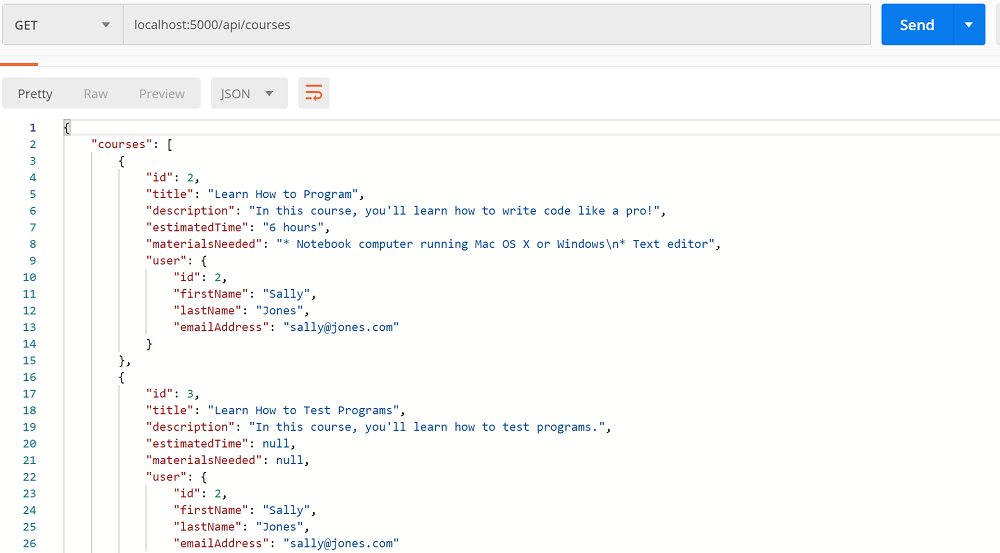 GET localhost:5000/api/courses Send
Pretty Raw Preview JSON
1 {
2 "courses": [
3 {
4 "id": 2,
5 "title": "Learn How to Program",
6 "description": "In this course, you'll learn how to write code like a pro!",
7 "estimatedTime": "6 hours",
8 "materialsNeeded": "* Notebook computer running Mac OS X or Windows\n* Text editor",
9 "user": {
10 "id": 2,
11 "firstName": "Sally",
12 "lastName": "Jones",
13 "emailAddress": "sally@jones.com"
14 }
15 },
16 {
17 "id": 3,
18 "title": "Learn How to Test Programs",
19 "description": "In this course, you'll learn how to test programs.",
20 "estimatedTime": null,
21 "materialsNeeded": null,
22 "user": {
23 "id": 2,
24 "firstName": "Sally",
25 "lastName": "Jones",
26 "emailAddress": "sally@jones.com"